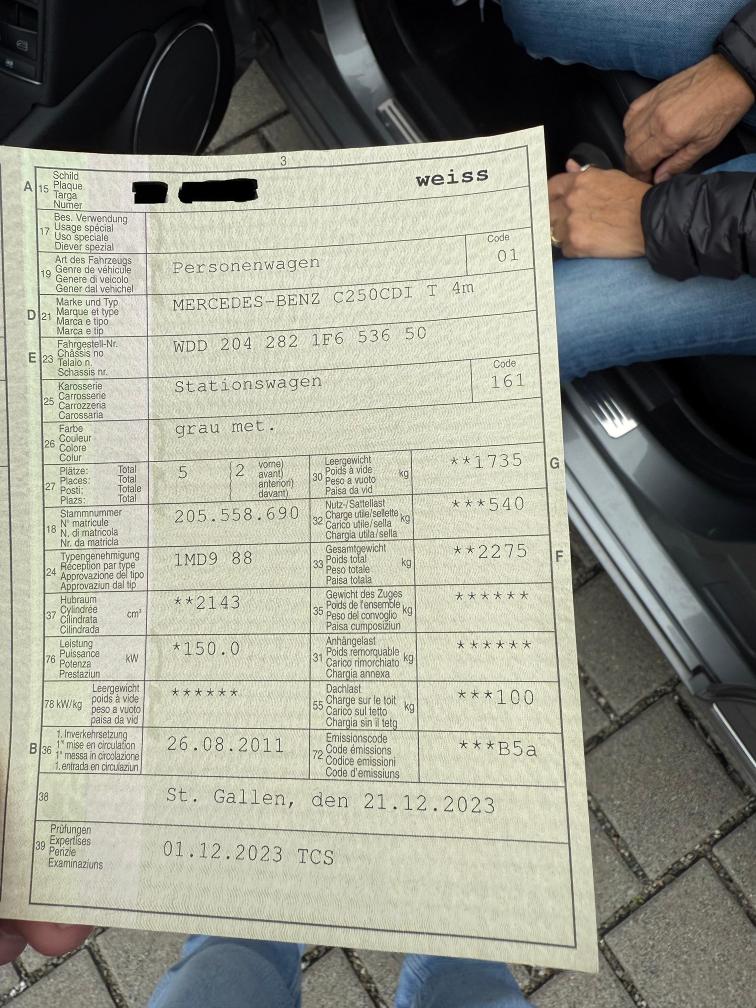 3
A 15 Schild
Plaque
Targa
Numer
weiss
17 Bes. Verwendung
Usage spécial
Uso speciale
Diever spezial
19 Art des Fahrzeugs
Genre de véhicule
Genere di veicolo
Gener dal vehichel
Personenwagen
Code
01
D 21 Marke und Typ
Marque et type
Marca e tipo
Marca e tip
MERCEDES-BENZ C250CDI T 4m
E 23 Fahrgestell-Nr.
Châssis no
Telaio n.
Schassis nr.
WDD 204 282 1F6 536 50
25 Karosserie
Carrosserie
Carrozzeria
Carossaria
Stationswagen
Code
161
26 Farbe
Couleur
Colore
Colur
grau met.
27 Plätze: Total
Places: Total
Posti: Totale
Plazs: Total
5 (2 vorne)
avant)
anteriori)
davant)
30 Leergewicht
Poids à vide
Peso a vuoto
Paisa da vid
kg
**1735
G
18 Stammnummer
N° matricule
N. di matricola
Nr. da matricla
205.558.690
32 Nutz-/Sattellast
Charge utile/sellette
Carico utile/sella
Chargia utila/sella
kg
***540
24 Typengenehmigung
Réception par type
Approvazione del tipo
Approvaziun dal tip
1MD9 88
33 Gesamtgewicht
Poids total
Peso totale
Paisa totala
kg
**2275
F
37 Hubraum
Cylindrée
Cilindrata
Cilindrada
cm³
**2143
35 Gewicht des Zuges
Poids de l'ensemble
Peso del convoglio
Paisa cumposiziun
kg
******
76 Leistung
Puissance
Potenza
Prestaziun
kW
*150.0
31 Anhängelast
Poids remorquable
Carico rimorchiato
Chargia annexa
kg
******
78 kW/kg Leergewicht
poids à vide
peso a vuoto
paisa da vid
******
55 Dachlast
Charge sur le toit
Carico sul tetto
Chargia sin il tetg
kg
***100
B 36 1. Inverkehrsetzung
1re mise en circulation
1a messa in circolazione
1. entrada en circulaziun
26.08.2011
72 Emissionscode
Code émissions
Codice emissioni
Code d'emissiuns
***B5a
38
St. Gallen, den 21.12.2023
39 Prüfungen
Expertises
Perizie
Examinaziuns
01.12.2023 TCS